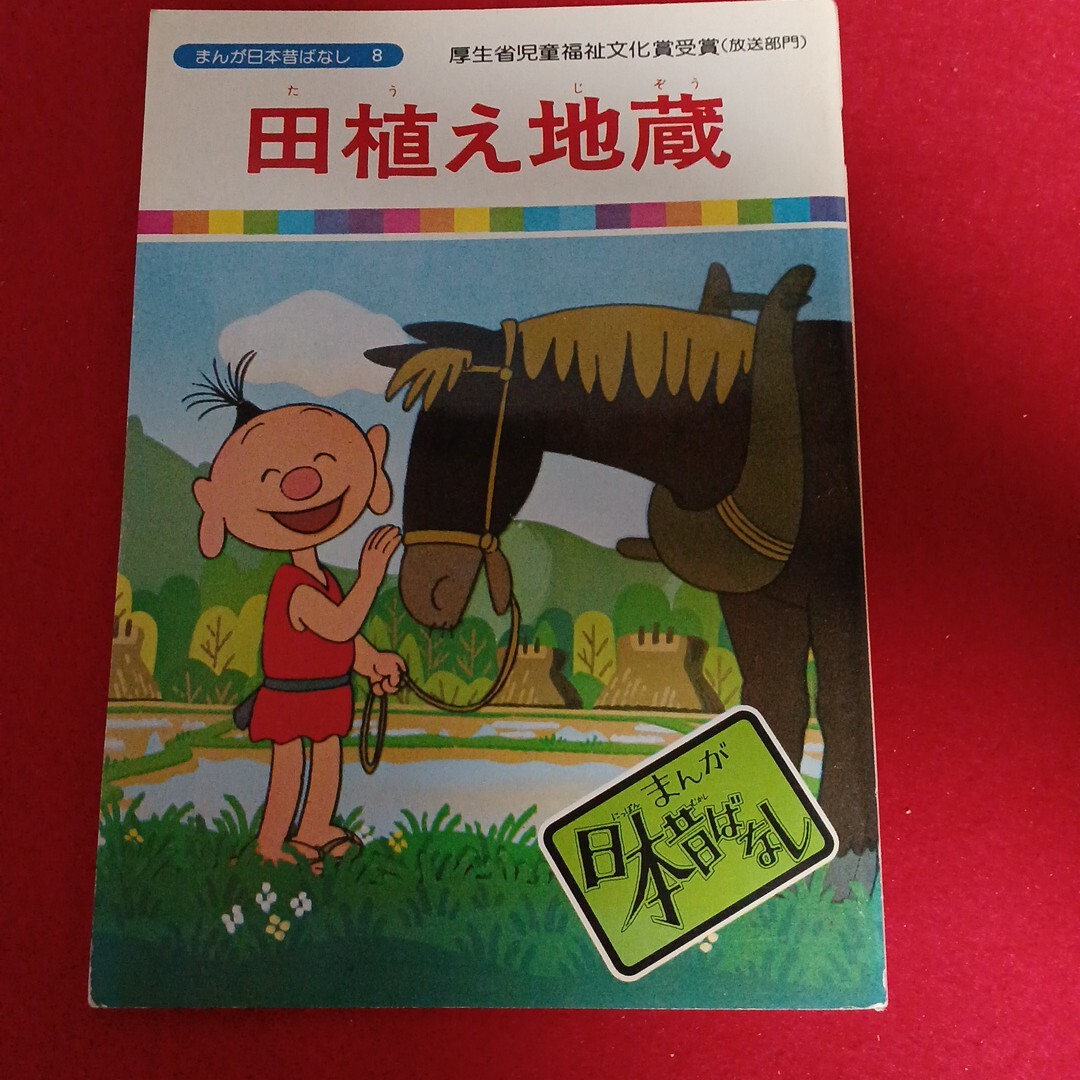 まんが日本昔ばなし 8
厚生省児童福祉文化賞受賞(放送部門)
たう じぞう
田植え地蔵
まんが
にっぽん むかし
日本昔ばなし